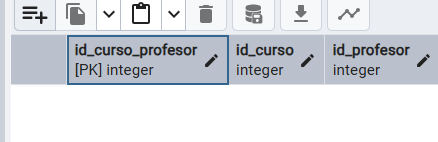 id_curso_profesor
[PK] integer
id_curso
integer
id_profesor
integer